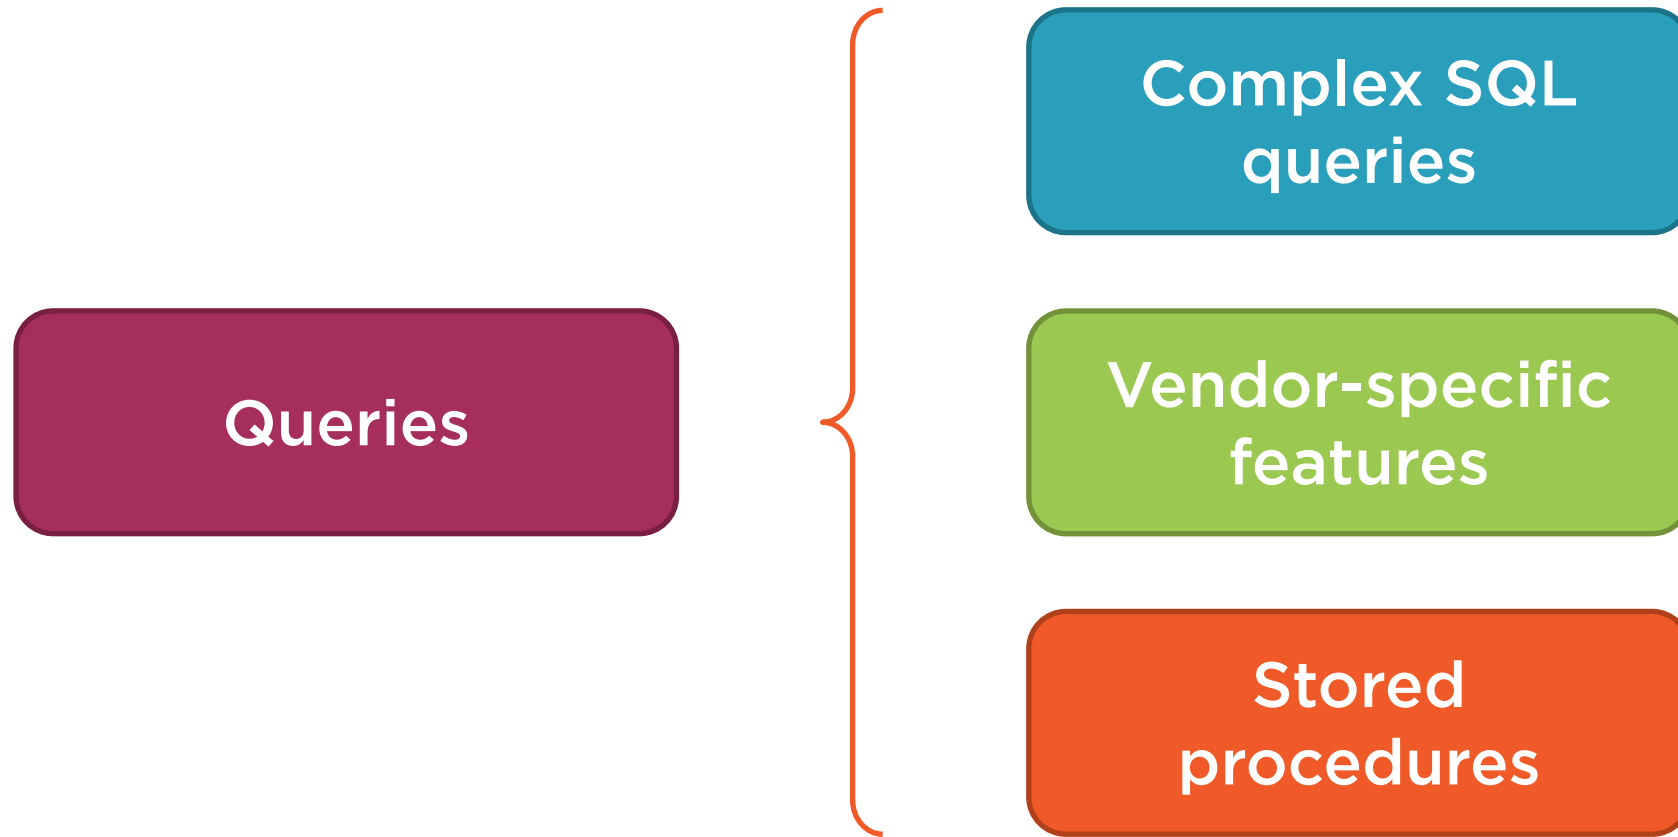 Queries
Complex SQL
queries
Vendor-specific
features
Stored
procedures